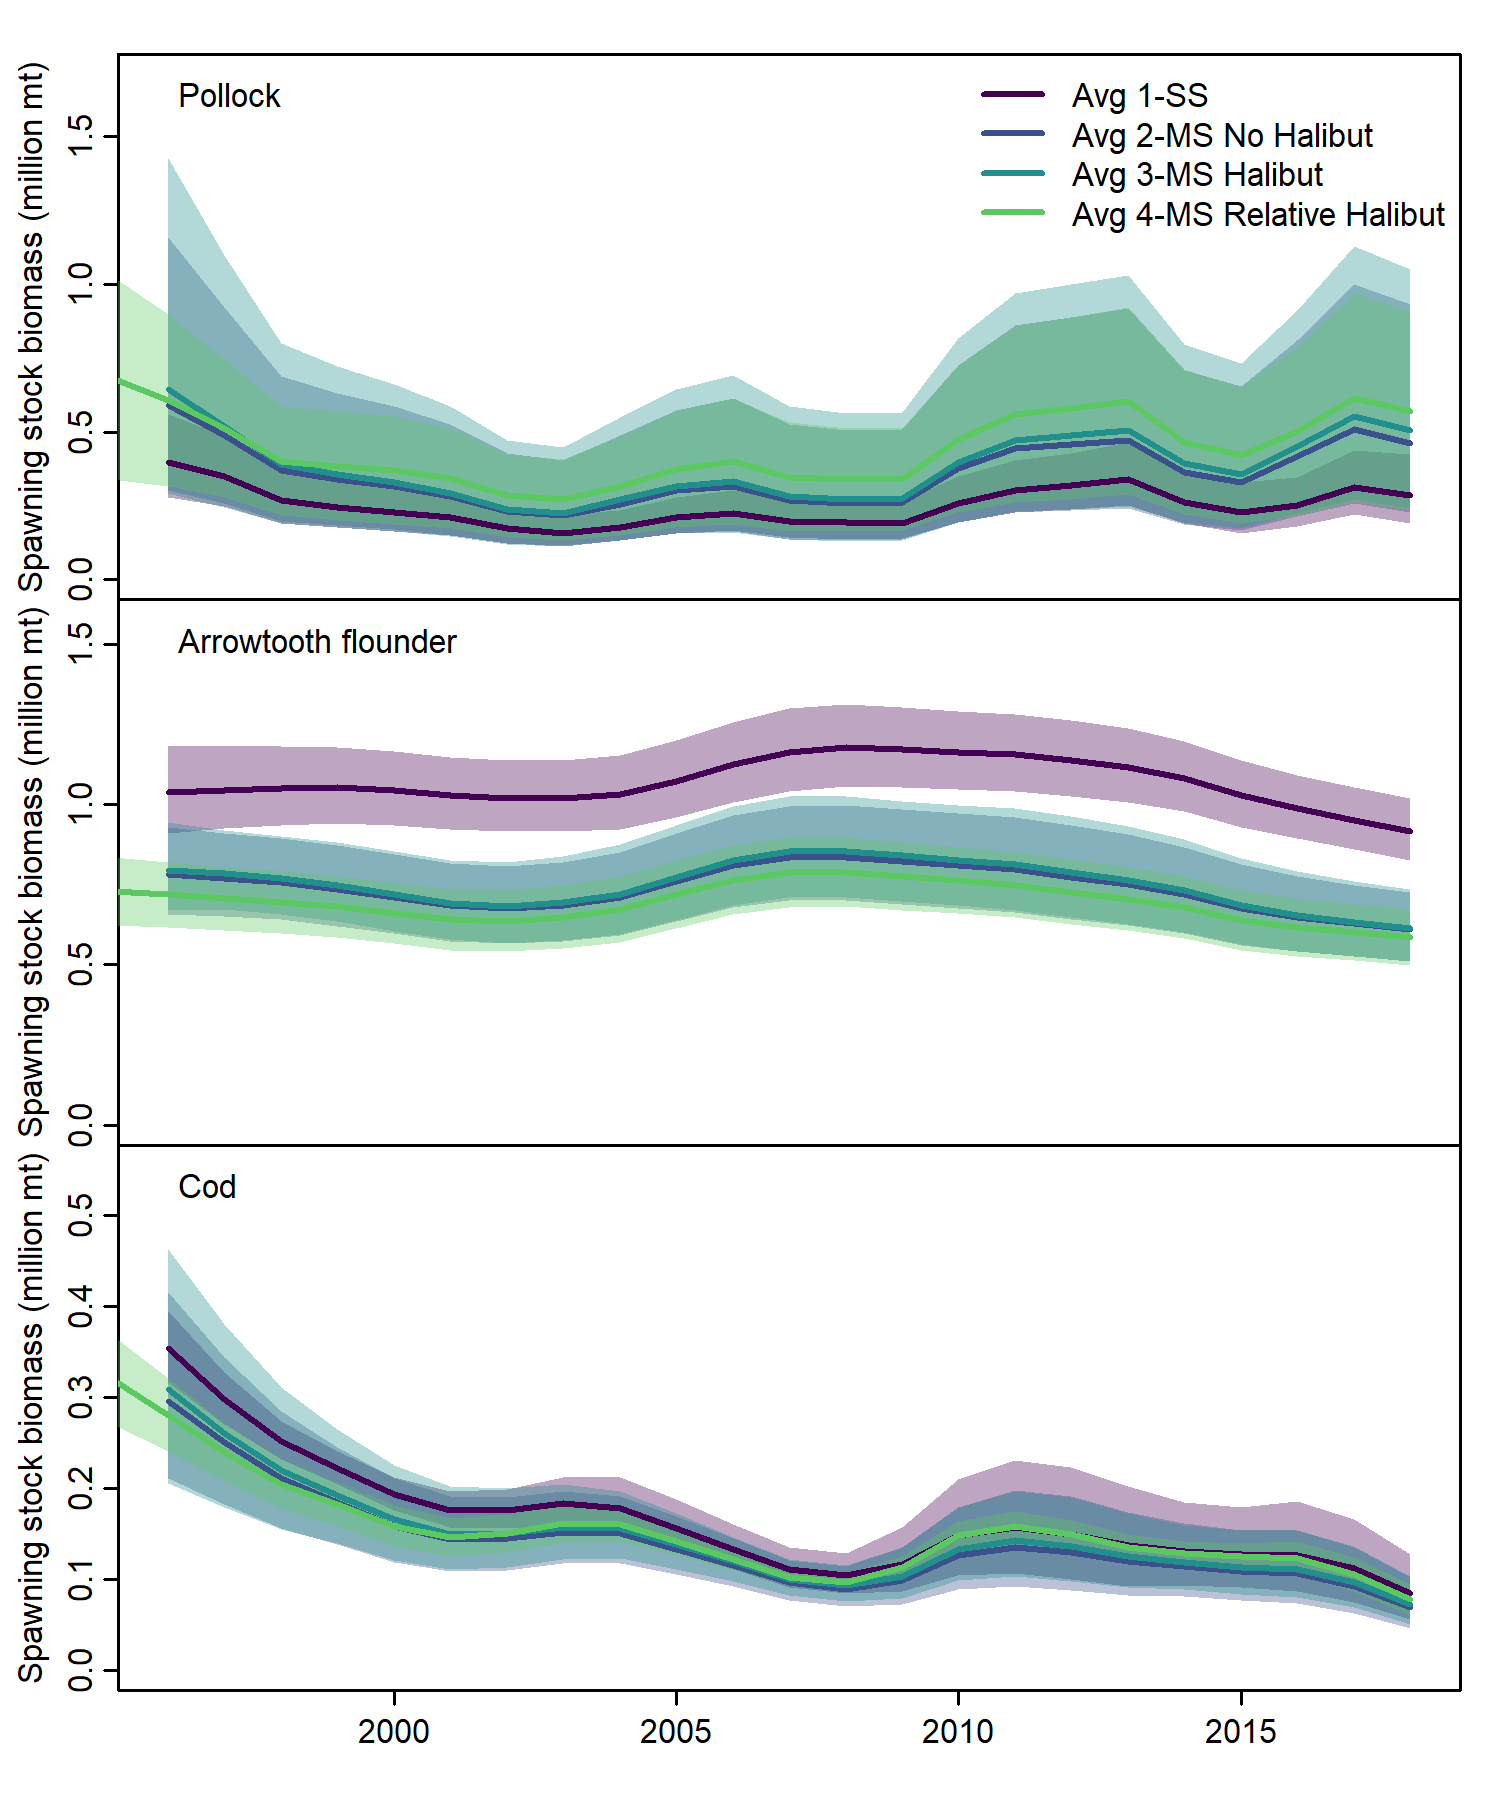 Spawning stock biomass (million mt)
1.5
1.0
0.5
0.0
Pollock
Avg 1-SS
Avg 2-MS No Halibut
Avg 3-MS Halibut
Avg 4-MS Relative Halibut
Spawning stock biomass (million mt)
1.5
1.0
0.5
0.0
Arrowtooth flounder
Spawning stock biomass (million mt)
0.5
0.4
0.3
0.2
0.1
0.0
Cod
2000 2005 2010 2015